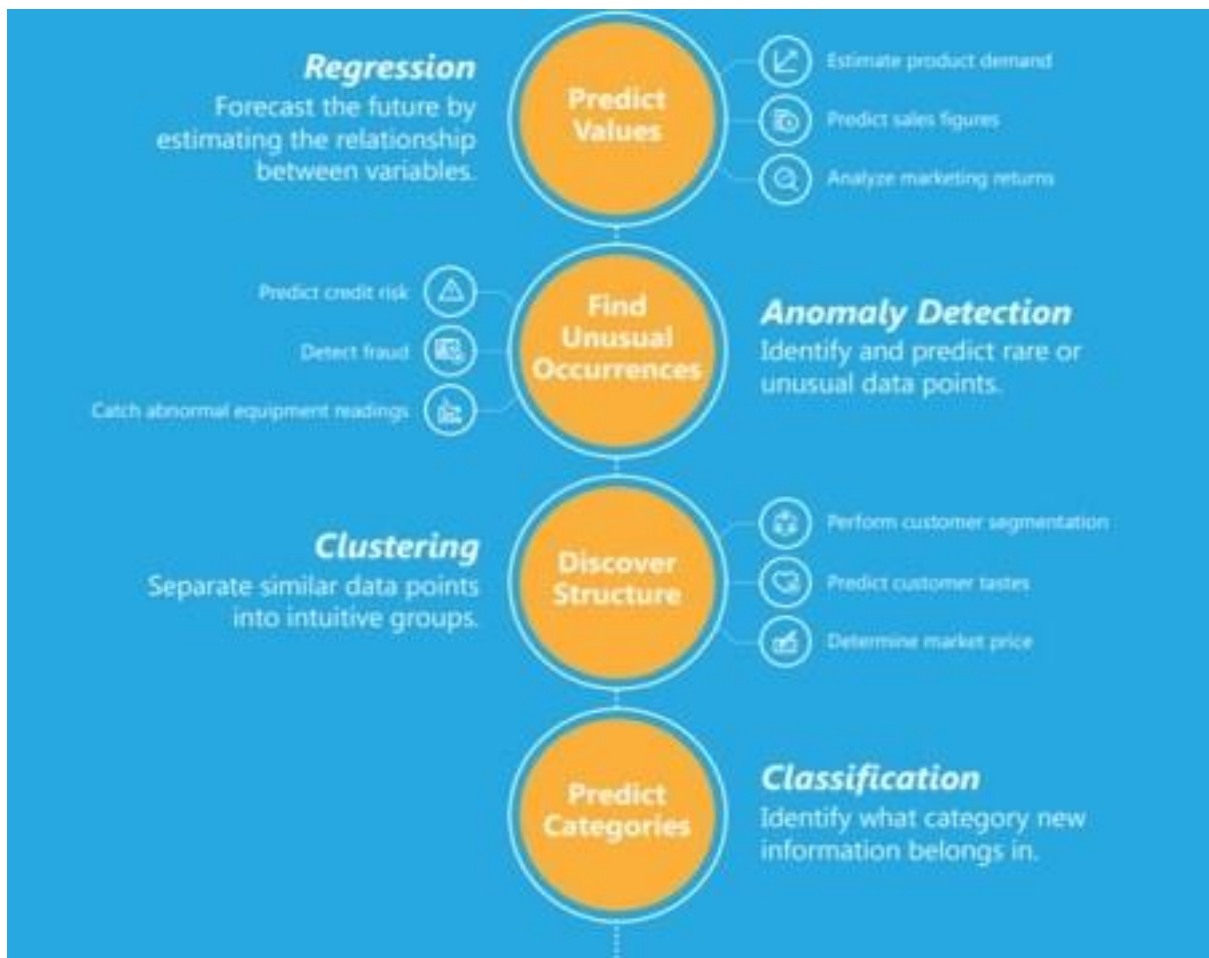 Regression
Forecast the future by
estimating the relationship
between variables.
Predict
Values
Estimate product demand
Predict sales figures
Analyze marketing returns
Predict credit risk
Detect fraud
Catch abnormal equipment readings
Find
Unusual
Occurrences
Anomaly Detection
Identify and predict rare or
unusual data points.
Clustering
Separate similar data points
into intuitive groups.
Discover
Structure
Perform customer segmentation
Predict customer tastes
Determine market price
Predict
Categories
Classification
Identify what category new
information belongs in.